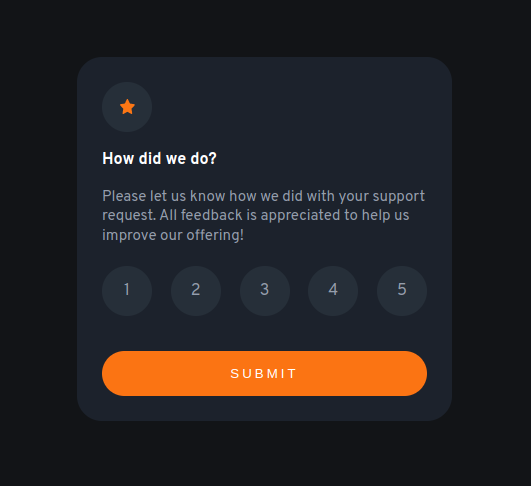 How did we do?
Please let us know how we did with your support
request. All feedback is appreciated to help us
improve our offering!
1 2 3 4 5
SUBMIT